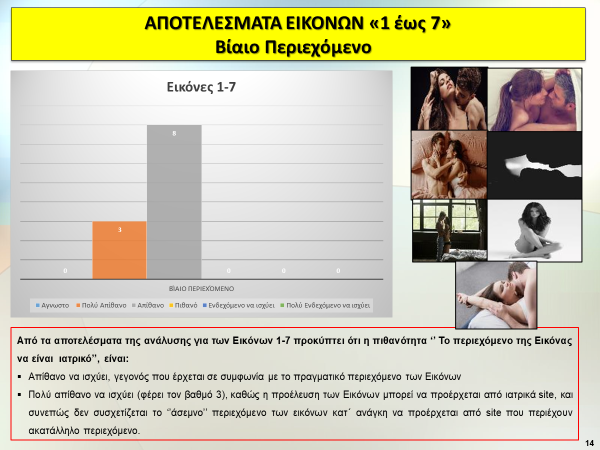 ΑΠΟΤΕΛΕΣΜΑΤΑ ΕΙΚΟΝΩΝ «1 έως 7»
Βίαιο Περιεχόμενο
Εικόνες 1-7
8
3
0 0 0 0
ΒΊΑΙΟ ΠΕΡΙΕΧΌΜΕΝΟ
Αγνωστο Πολύ Απίθανο Απίθανο Πιθανό Ενδεχόμενο να ισχύει Πολύ Ενδεχόμενο να ισχύει
Από τα αποτελέσματα της ανάλυσης για των Εικόνων 1-7 προκύπτει ότι η πιθανότητα ‘’ Το περιεχόμενο της Εικόνας
να είναι ιατρικό’’, είναι:
▪ Απίθανο να ισχύει, γεγονός που έρχεται σε συμφωνία με το πραγματικό περιεχόμενο των Εικόνων
▪ Πολύ απίθανο να ισχύει (φέρει τον βαθμό 3), καθώς η προέλευση των Εικόνων μπορεί να προέρχεται από ιατρικά site, και
συνεπώς δεν συσχετίζεται το ‘’άσεμνο’’ περιεχόμενο των εικόνων κατ΄ ανάγκη να προέρχεται από site που περιέχουν
ακατάλληλο περιεχόμενο.
14